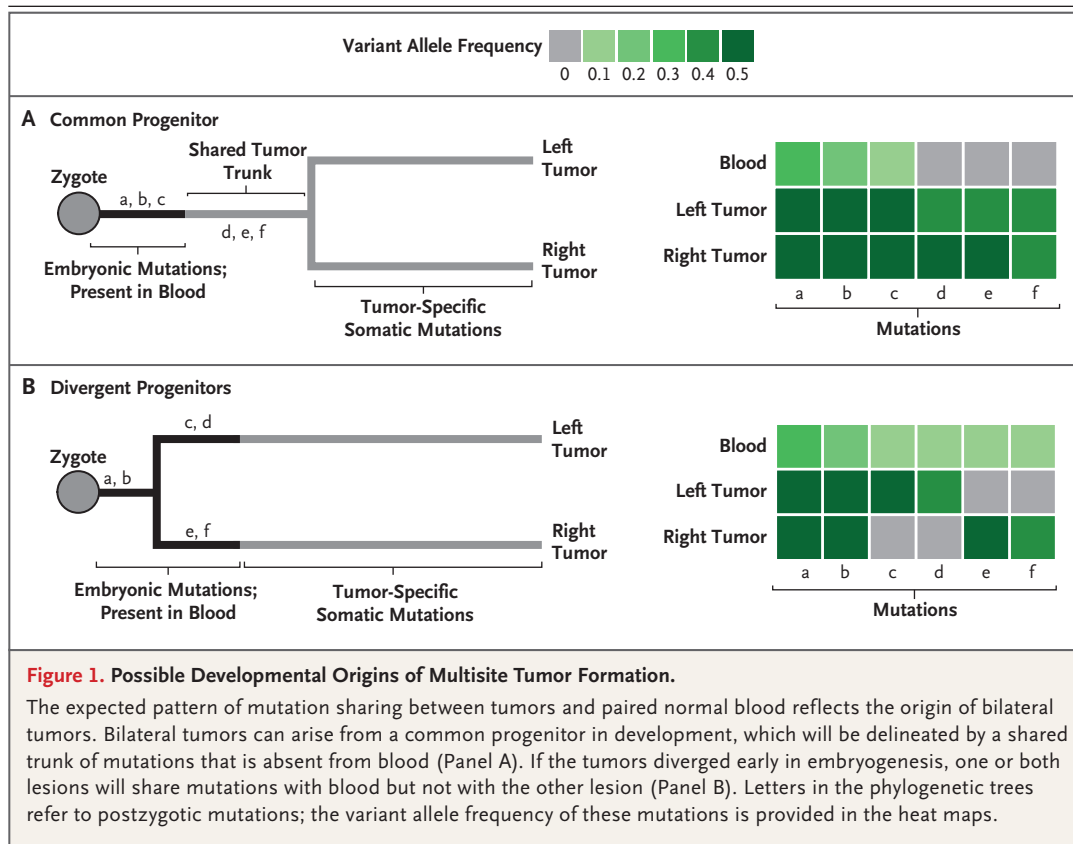 Variant Allele Frequency
0 0.1 0.2 0.3 0.4 0.5
A Common Progenitor
Shared Tumor
Trunk
Zygote
a, b, c
d, e, f
Left
Tumor
Right
Tumor
Embryonic Mutations;
Present in Blood
Tumor-Specific
Somatic Mutations
Blood
Left Tumor
Right Tumor
a b c d e f
Mutations
B Divergent Progenitors
Zygote
a, b
c, d
e, f
Left
Tumor
Right
Tumor
Embryonic Mutations;
Present in Blood
Tumor-Specific
Somatic Mutations
Blood
Left Tumor
Right Tumor
a b c d e f
Mutations
Figure 1. Possible Developmental Origins of Multisite Tumor Formation.
The expected pattern of mutation sharing between tumors and paired normal blood reflects the origin of bilateral
tumors. Bilateral tumors can arise from a common progenitor in development, which will be delineated by a shared
trunk of mutations that is absent from blood (Panel A). If the tumors diverged early in embryogenesis, one or both
lesions will share mutations with blood but not with the other lesion (Panel B). Letters in the phylogenetic trees
refer to postzygotic mutations; the variant allele frequency of these mutations is provided in the heat maps.